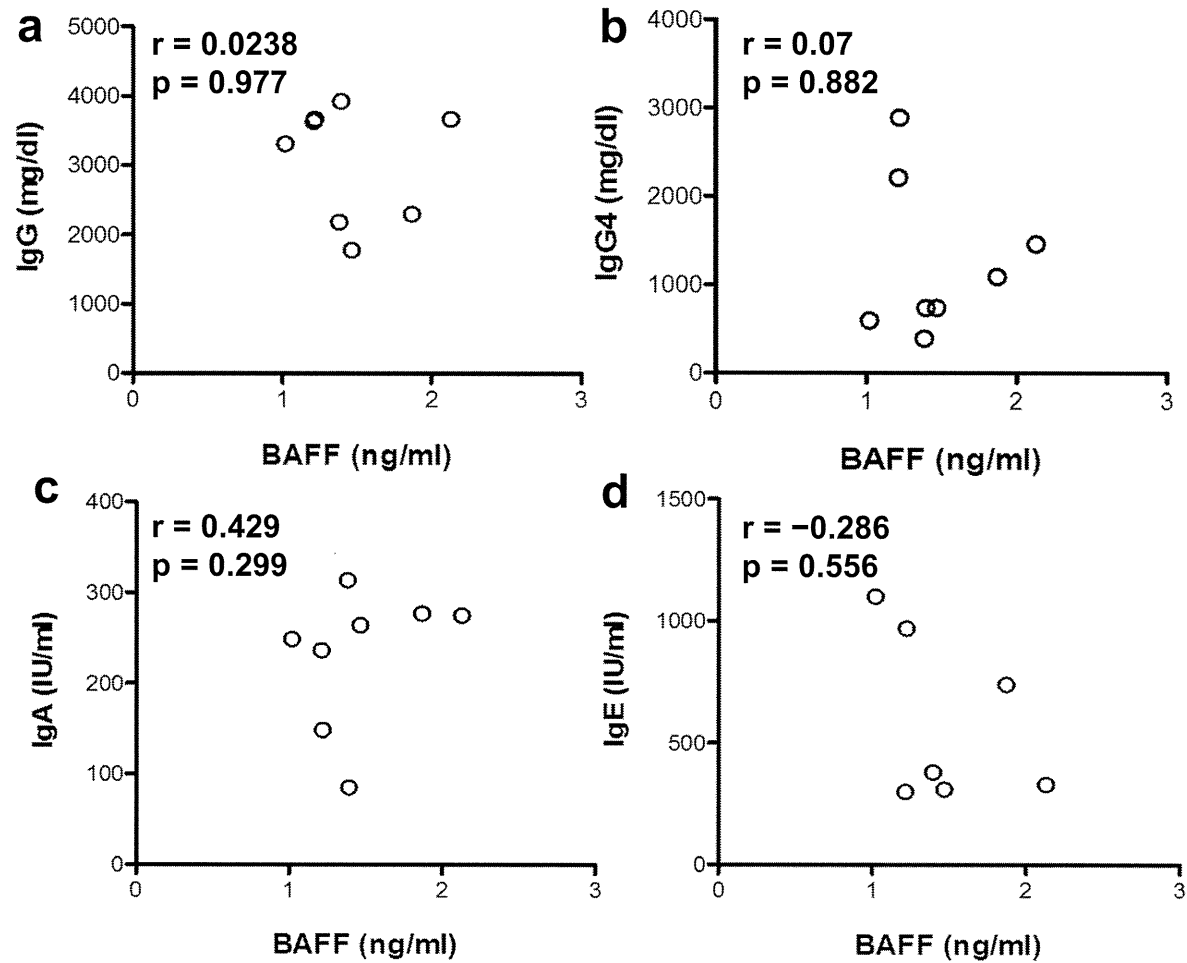 a
r = 0.0238
p = 0.977
5000
4000
3000
2000
1000
0
IgG (mg/dl)
0 1 2 3
BAFF (ng/ml)
b
r = 0.07
p = 0.882
4000
3000
2000
1000
0
IgG4 (mg/dl)
0 1 2 3
BAFF (ng/ml)
c
r = 0.429
p = 0.299
400
300
200
100
0
IgA (IU/ml)
0 1 2 3
BAFF (ng/ml)
d
r = −0.286
p = 0.556
1500
1000
500
0
IgE (IU/ml)
0 1 2 3
BAFF (ng/ml)